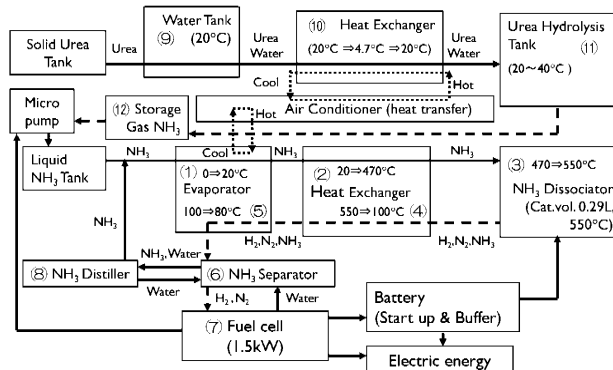 Solid Urea
Tank
Urea
Water Tank
⑨ (20°C)
Urea
Water
⑩ Heat Exchanger
(20°C ⇒4.7°C ⇒20°C)
Urea
Water
Urea Hydrolysis
Tank ⑪
(20~40°C)
Cool
Hot
Air Conditioner (heat transfer)
Micro
pump
⑫ Storage
Gas NH3
Hot
Cool
Liquid
NH3 Tank
NH3
NH3
① 0⇒20°C
Evaporator
100⇒80°C ⑤
NH3
② 20⇒470°C
Heat Exchanger
550⇒100°C ④
NH3
③ 470⇒550°C
NH3 Dissociator
(Cat.vol. 0.29L,
550°C)
H2,N2,NH3
H2,N2,NH3
⑧ NH3 Distiller
NH3,Water
Water
⑥ NH3 Separator
H2,N2
Water
⑦ Fuel cell
(1.5kW)
Battery
(Start up & Buffer)
Electric energy